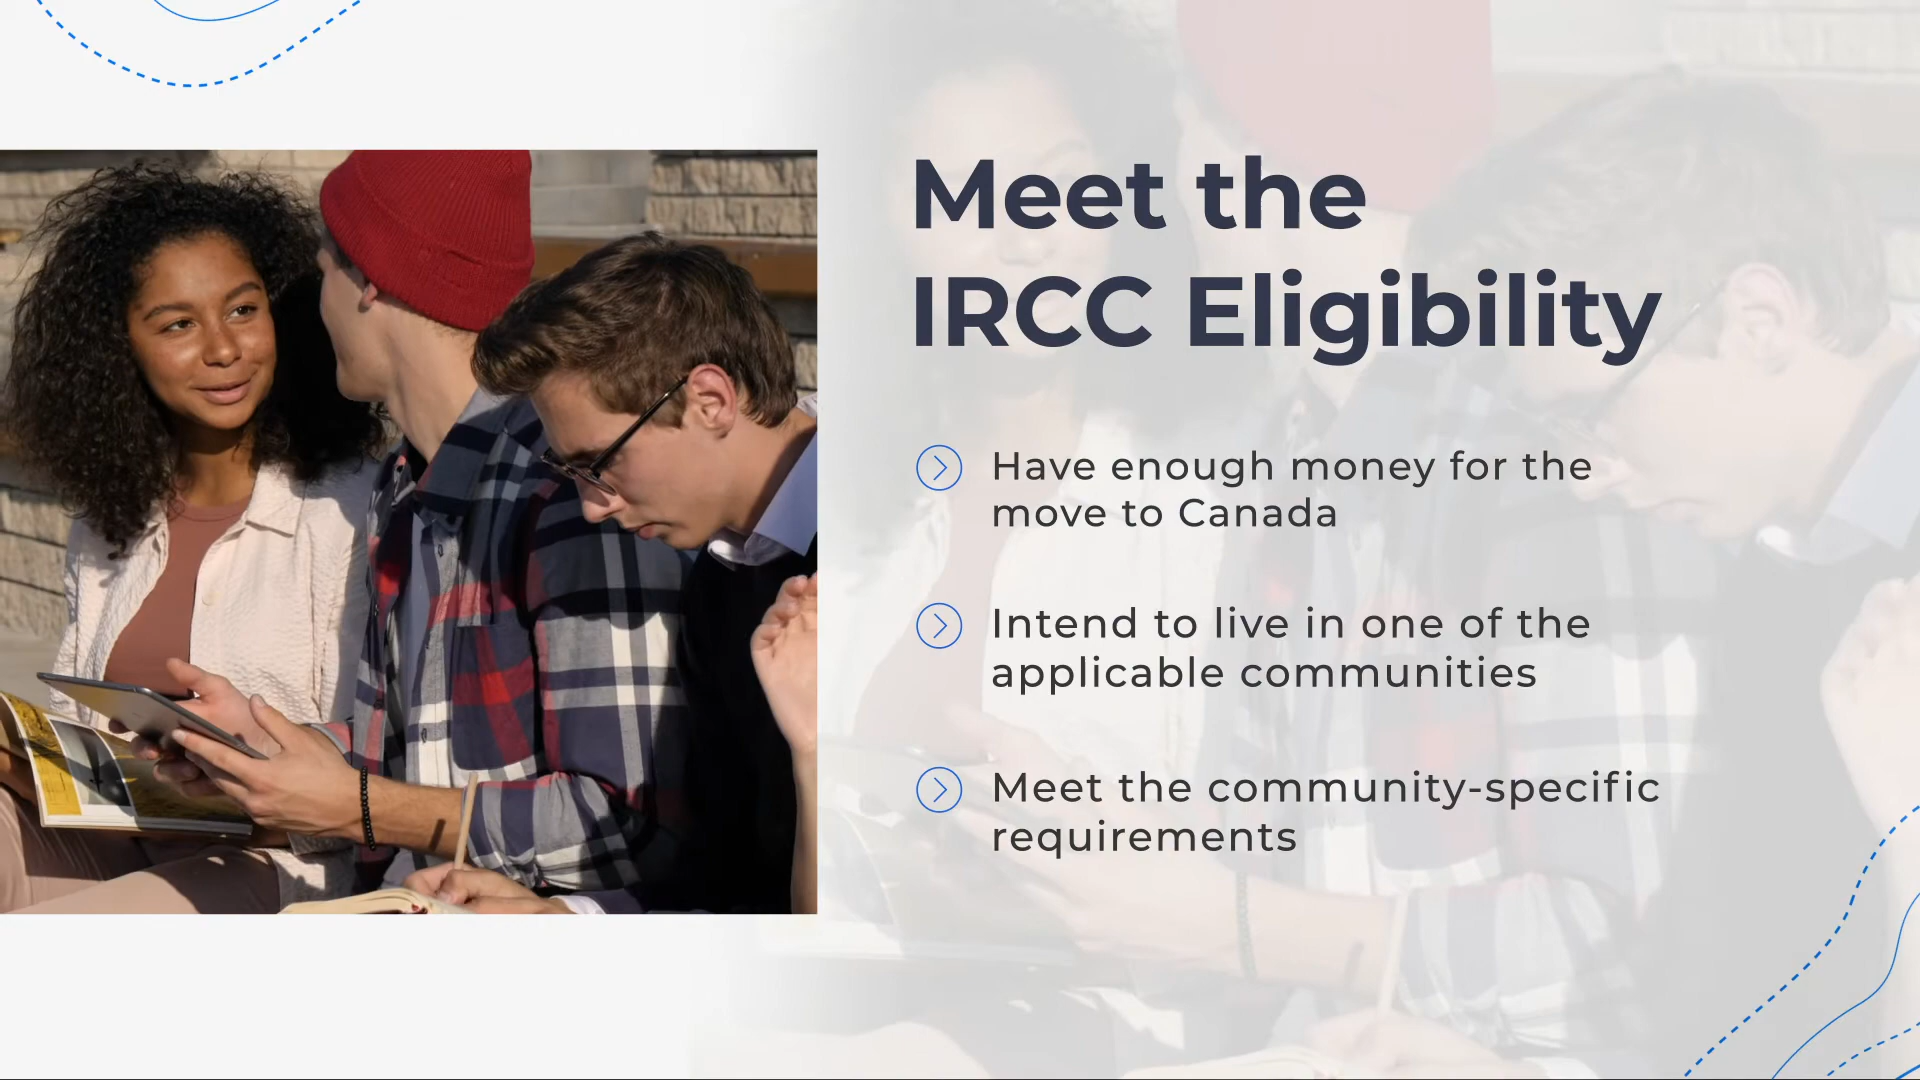 Meet the
IRCC Eligibility
Have enough money for the
move to Canada
Intend to live in one of the
applicable communities
Meet the community-specific
requirements